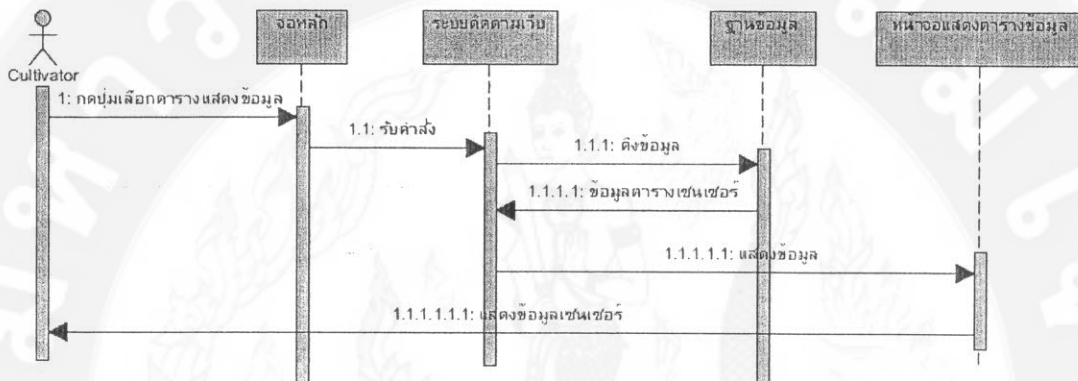 จอหลัก
ระบบติดตามเว็บ
ฐานข้อมูล
หน้าจอแสดงตารางข้อมูล
Cultivator
1: กดปุ่มเลือกตารางแสดงข้อมูล
1.1: รับคำสั่ง
1.1.1: ดึงข้อมูล
1.1.1.1: ข้อมูลตารางเซนเซอร์
1.1.1.1.1: แสดงข้อมูล
1.1.1.1.1.1: แสดงข้อมูลเซนเซอร์